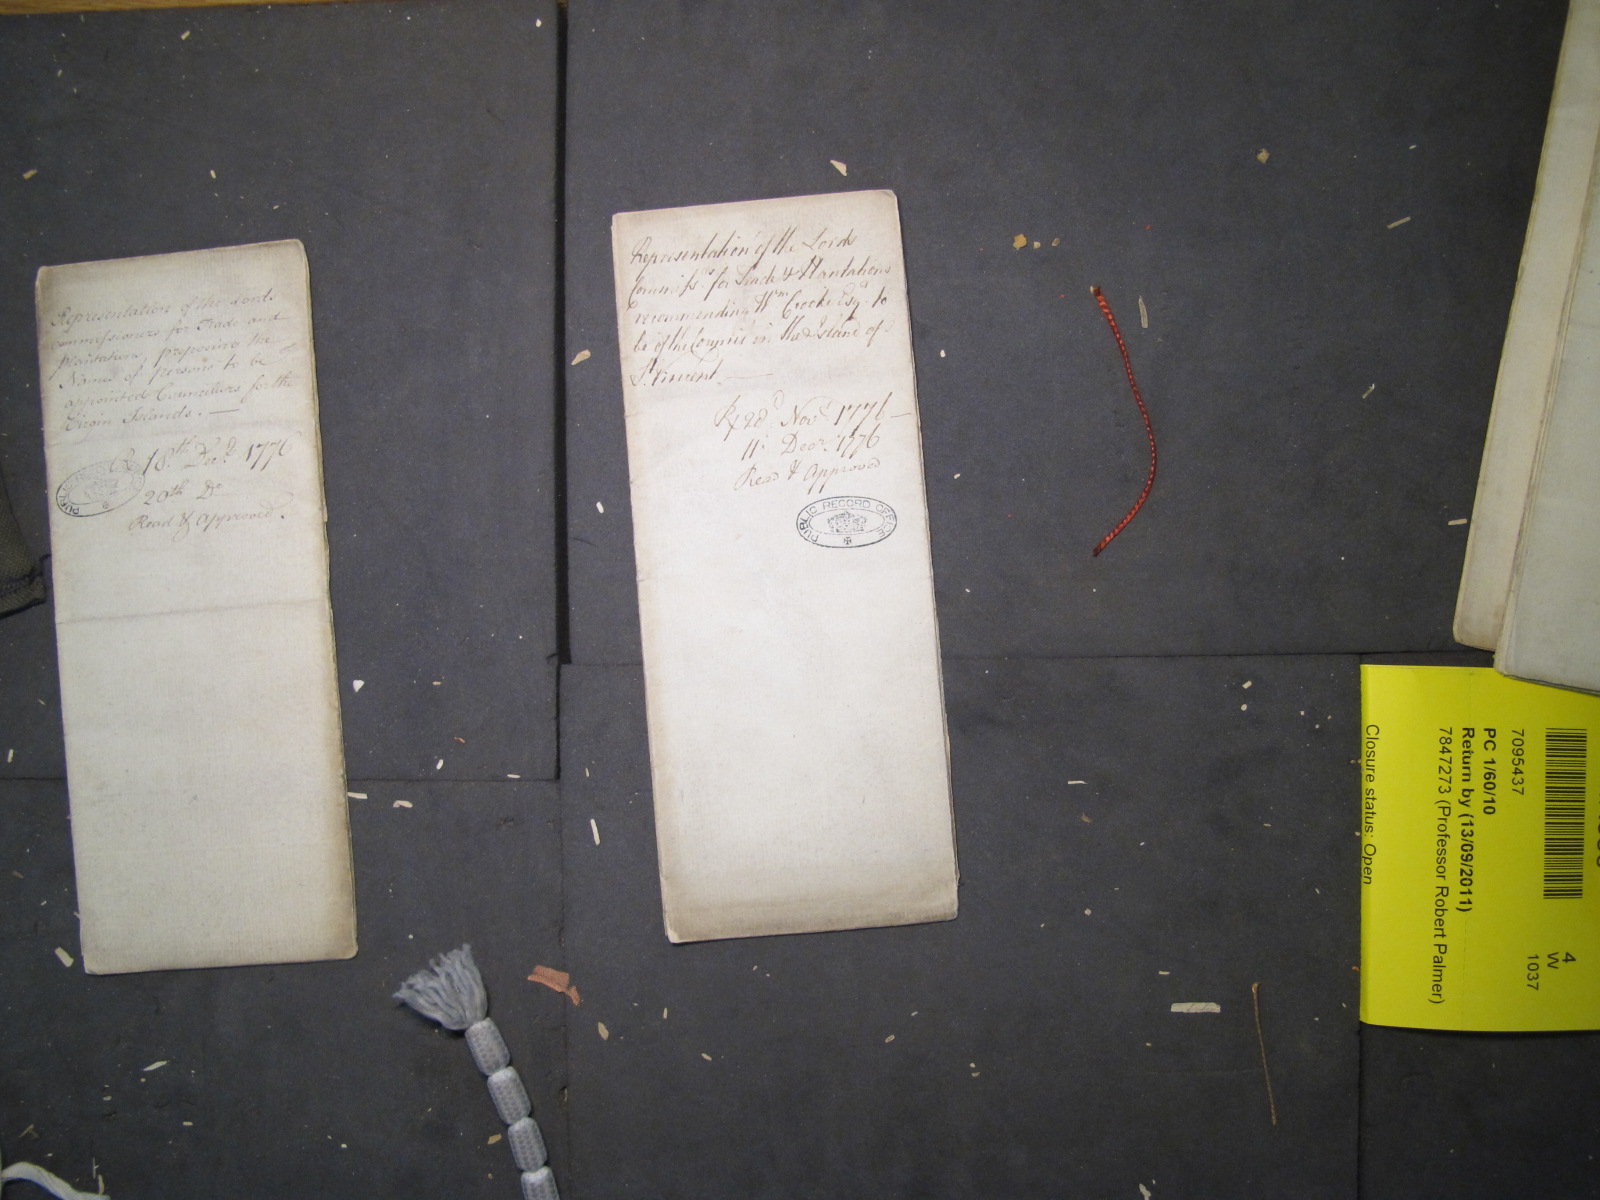 Representation of the Lords
Commissioners for Trade and
Plantations, proposing the
Names of persons to be
appointed Councillors for the
Virgin Islands. —
R 18th Decr. 1776
20th Do
Read & Approved.
PUBLIC RECORD
Representation of the Lords
Commissrs. for Trade & Plantations
recommending Wm Crooke Esqr. to
be of the Council in the Island of
St. Vincent. —
Rx 28d. Novr. 1776 —
11: Decr. 1776
Read & Approved
PUBLIC RECORD OFFICE
4
W
1037
7095437
PC 1/60/10
Return by (13/09/2011)
7847273 (Professor Robert Palmer)
Closure status: Open